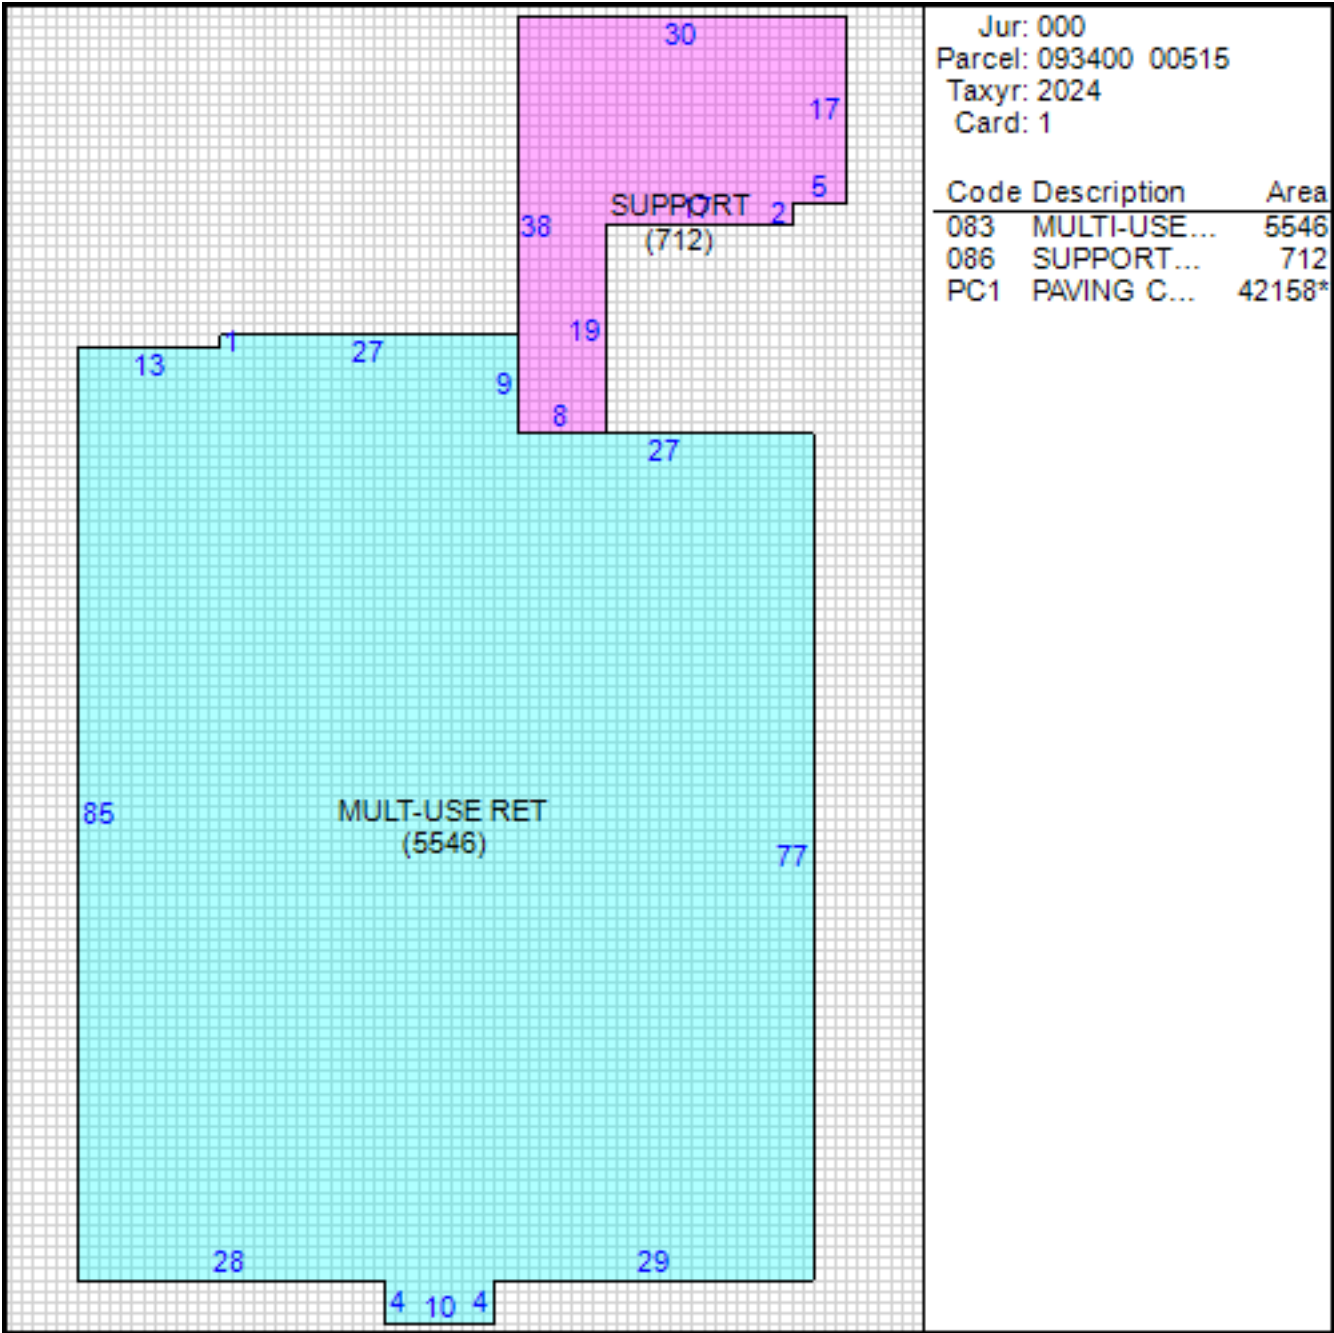 30
17
5
SUPPORT
17
2
(712)
38
19
1
27
13
9
8
27
MULT-USE RET
(5546)
85
77
28
29
4 10 4
Jur: 000
Parcel: 093400 00515
Taxyr: 2024
Card: 1
Code Description Area
083 MULTI-USE... 5546
086 SUPPORT... 712
PC1 PAVING C... 42158*